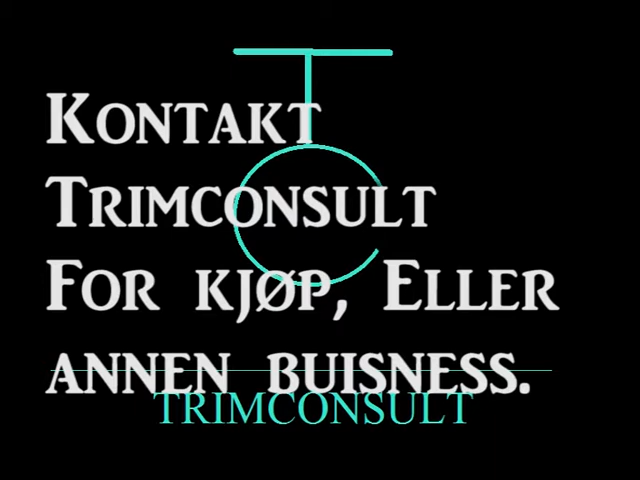 Kontakt
Trimconsult
For kjøp, Eller
annen buisness.
TRIMCONSULT